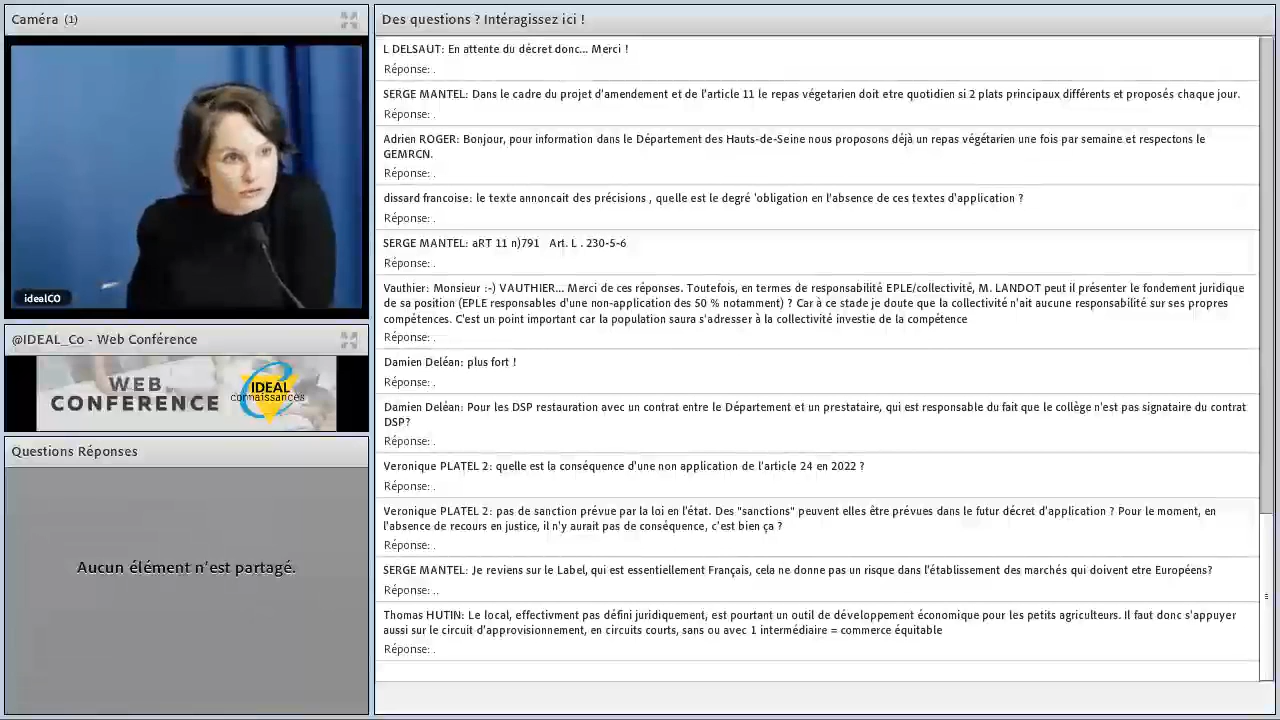 Caméra (1)
idealCO
@IDEAL_Co - Web Conférence
WEB
CONFERENCE
IDEAL
connaissances
Questions Réponses
Aucun élément n'est partagé.
Des questions ? Intéragissez ici !
L DELSAUT: En attente du décret donc... Merci !
Réponse: .
SERGE MANTEL: Dans le cadre du projet d'amendement et de l'article 11 le repas végetarien doit etre quotidien si 2 plats principaux différents et proposés chaque jour.
Réponse: .
Adrien ROGER: Bonjour, pour information dans le Département des Hauts-de-Seine nous proposons déjà un repas végétarien une fois par semaine et respectons le
GEMRCN.
Réponse: .
dissard francoise: le texte annoncait des précisions , quelle est le degré 'obligation en l'absence de ces textes d'application ?
Réponse: .
SERGE MANTEL: aRT 11 n)791 Art. L . 230-5-6
Réponse: .
Vauthier: Monsieur :-) VAUTHIER... Merci de ces réponses. Toutefois, en termes de responsabilité EPLE/collectivité, M. LANDOT peut il présenter le fondement juridique
de sa position (EPLE responsables d'une non-application des 50 % notamment) ? Car à ce stade je doute que la collectivité n'ait aucune responsabilité sur ses propres
compétences. C'est un point important car la population saura s'adresser à la collectivité investie de la compétence
Réponse: .
Damien Deléan: plus fort !
Réponse: .
Damien Deléan: Pour les DSP restauration avec un contrat entre le Département et un prestataire, qui est responsable du fait que le collège n'est pas signataire du contrat
DSP?
Réponse: .
Veronique PLATEL 2: quelle est la conséquence d'une non application de l'article 24 en 2022 ?
Réponse: .
Veronique PLATEL 2: pas de sanction prévue par la loi en l'état. Des "sanctions" peuvent elles être prévues dans le futur décret d'application ? Pour le moment, en
l'absence de recours en justice, il n'y aurait pas de conséquence, c'est bien ça ?
Réponse: .
SERGE MANTEL: Je reviens sur le Label, qui est essentiellement Français, cela ne donne pas un risque dans l'établissement des marchés qui doivent etre Européens?
Réponse: ..
Thomas HUTIN: Le local, effectivment pas défini juridiquement, est pourtant un outil de développement économique pour les petits agriculteurs. Il faut donc s'appuyer
aussi sur le circuit d'approvisionnement, en circuits courts, sans ou avec 1 intermédiaire = commerce équitable
Réponse: .